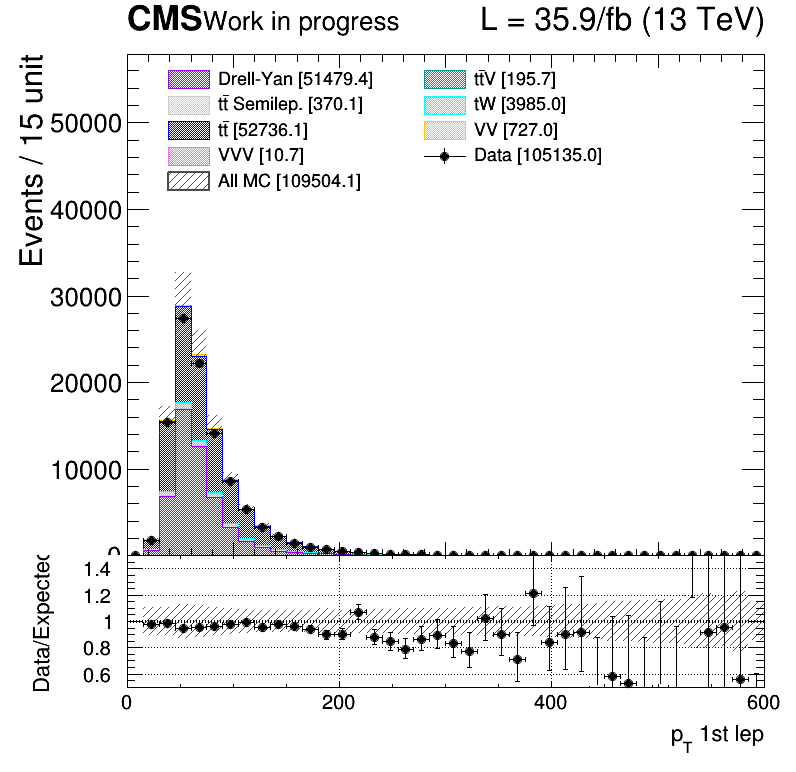 CMS Work in progress L = 35.9/fb (13 TeV)
Events / 15 unit
Drell-Yan [51479.4]
tt̄ Semilep. [370.1]
tt̄ [52736.1]
VVV [10.7]
All MC [109504.1]
tt̄V [195.7]
tW [3985.0]
VV [727.0]
Data [105135.0]
50000
40000
30000
20000
10000
0
Data/Expected
1.4
1.2
1
0.8
0.6
0 200 400 600
p_T 1st lep